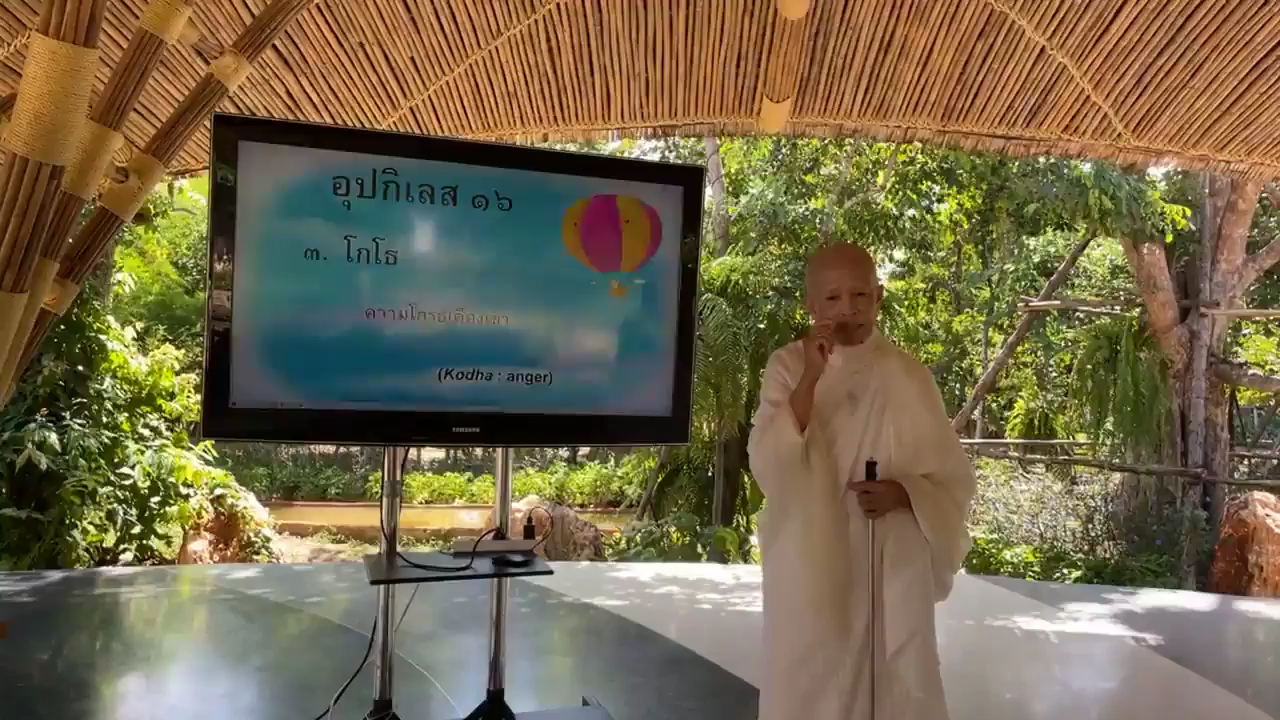 อุปกิเลส ๑๖
๓. โกโธ
ความโกรธเคืองเขา
(Kodha : anger)
SAMSUNG